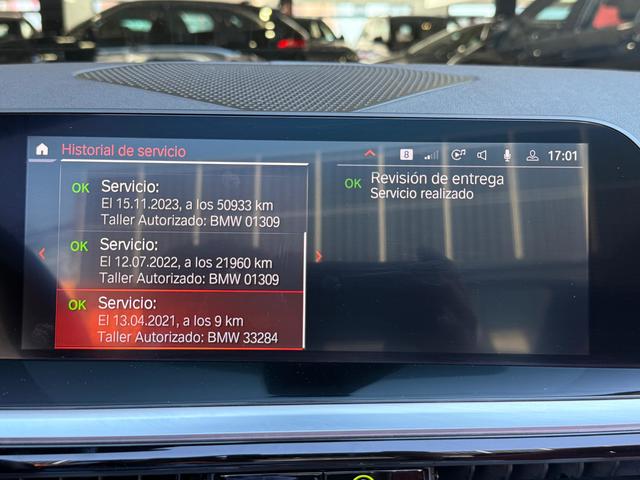 Historial de servicio
8
17:01
OK Servicio:
El 15.11.2023, a los 50933 km
Taller Autorizado: BMW 01309
OK Servicio:
El 12.07.2022, a los 21960 km
Taller Autorizado: BMW 01309
OK Servicio:
El 13.04.2021, a los 9 km
Taller Autorizado: BMW 33284
OK Revisión de entrega
Servicio realizado